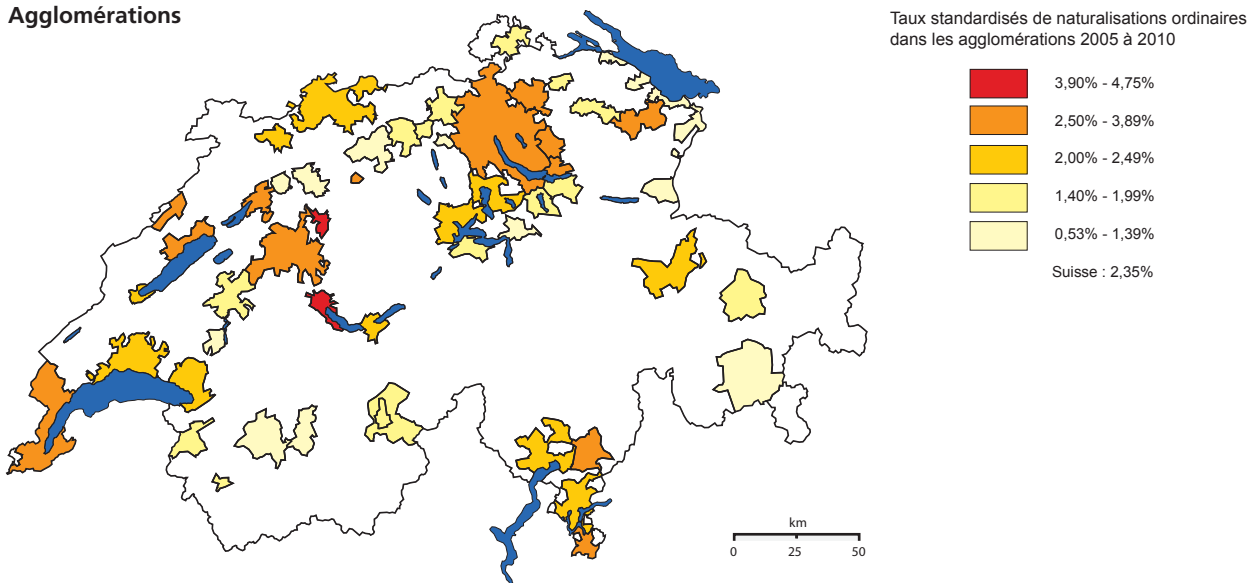 Agglomérations
Taux standardisés de naturalisations ordinaires
dans les agglomérations 2005 à 2010
3,90% - 4,75%
2,50% - 3,89%
2,00% - 2,49%
1,40% - 1,99%
0,53% - 1,39%
Suisse : 2,35%
km
0 25 50